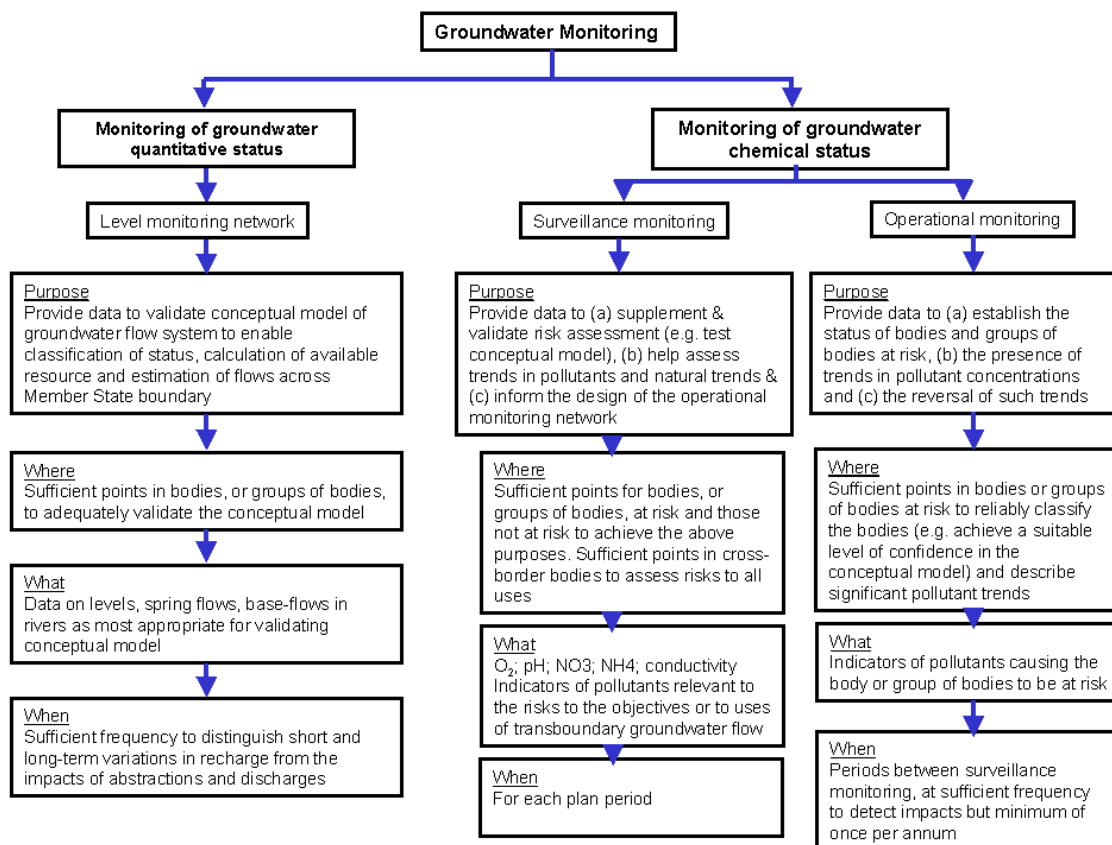 Groundwater Monitoring
Monitoring of groundwater
quantitative status
Monitoring of groundwater
chemical status
Level monitoring network
Surveillance monitoring
Operational monitoring
Purpose
Provide data to validate conceptual model of
groundwater flow system to enable
classification of status, calculation of available
resource and estimation of flows across
Member State boundary
Where
Sufficient points in bodies, or groups of bodies,
to adequately validate the conceptual model
What
Data on levels, spring flows, base-flows in
rivers as most appropriate for validating
conceptual model
When
Sufficient frequency to distinguish short and
long-term variations in recharge from the
impacts of abstractions and discharges
Purpose
Provide data to (a) supplement &
validate risk assessment (e.g. test
conceptual model), (b) help assess
trends in pollutants and natural trends &
(c) inform the design of the operational
monitoring network
Where
Sufficient points for bodies, or
groups of bodies, at risk and those
not at risk to achieve the above
purposes. Sufficient points in cross-
border bodies to assess risks to all
uses
What
O₂; pH; NO3; NH4; conductivity
Indicators of pollutants relevant to
the risks to the objectives or to uses
of transboundary groundwater flow
When
For each plan period
Purpose
Provide data to (a) establish the
status of bodies and groups of
bodies at risk, (b) the presence of
trends in pollutant concentrations
and (c) the reversal of such trends
Where
Sufficient points in bodies or groups
of bodies at risk to reliably classify
the bodies (e.g. achieve a suitable
level of confidence in the
conceptual model) and describe
significant pollutant trends
What
Indicators of pollutants causing the
body or group of bodies to be at risk
When
Periods between surveillance
monitoring, at sufficient frequency
to detect impacts but minimum of
once per annum